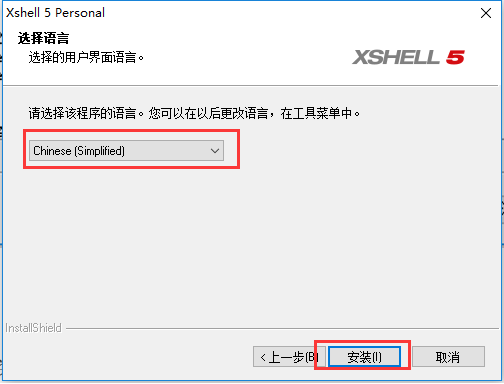 Xshell 5 Personal
选择语言
选择的用户界面语言。
XSHELL 5
请选择该程序的语言。您可以在以后更改语言，在工具菜单中。
Chinese (Simplified)
InstallShield
< 上一步(B)
安装(I)
取消